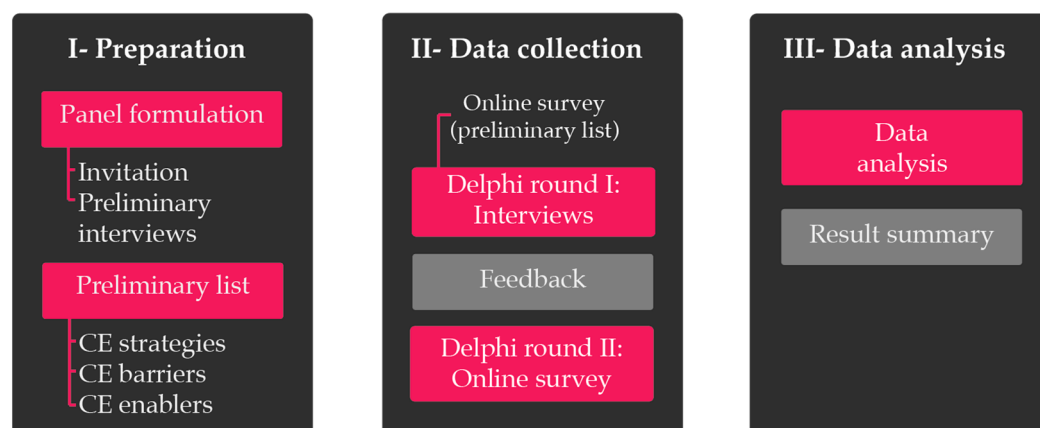 I- Preparation
Panel formulation
Invitation
Preliminary
interviews
Preliminary list
CE strategies
CE barriers
CE enablers
II- Data collection
Online survey
(preliminary list)
Delphi round I:
Interviews
Feedback
Delphi round II:
Online survey
III- Data analysis
Data
analysis
Result summary